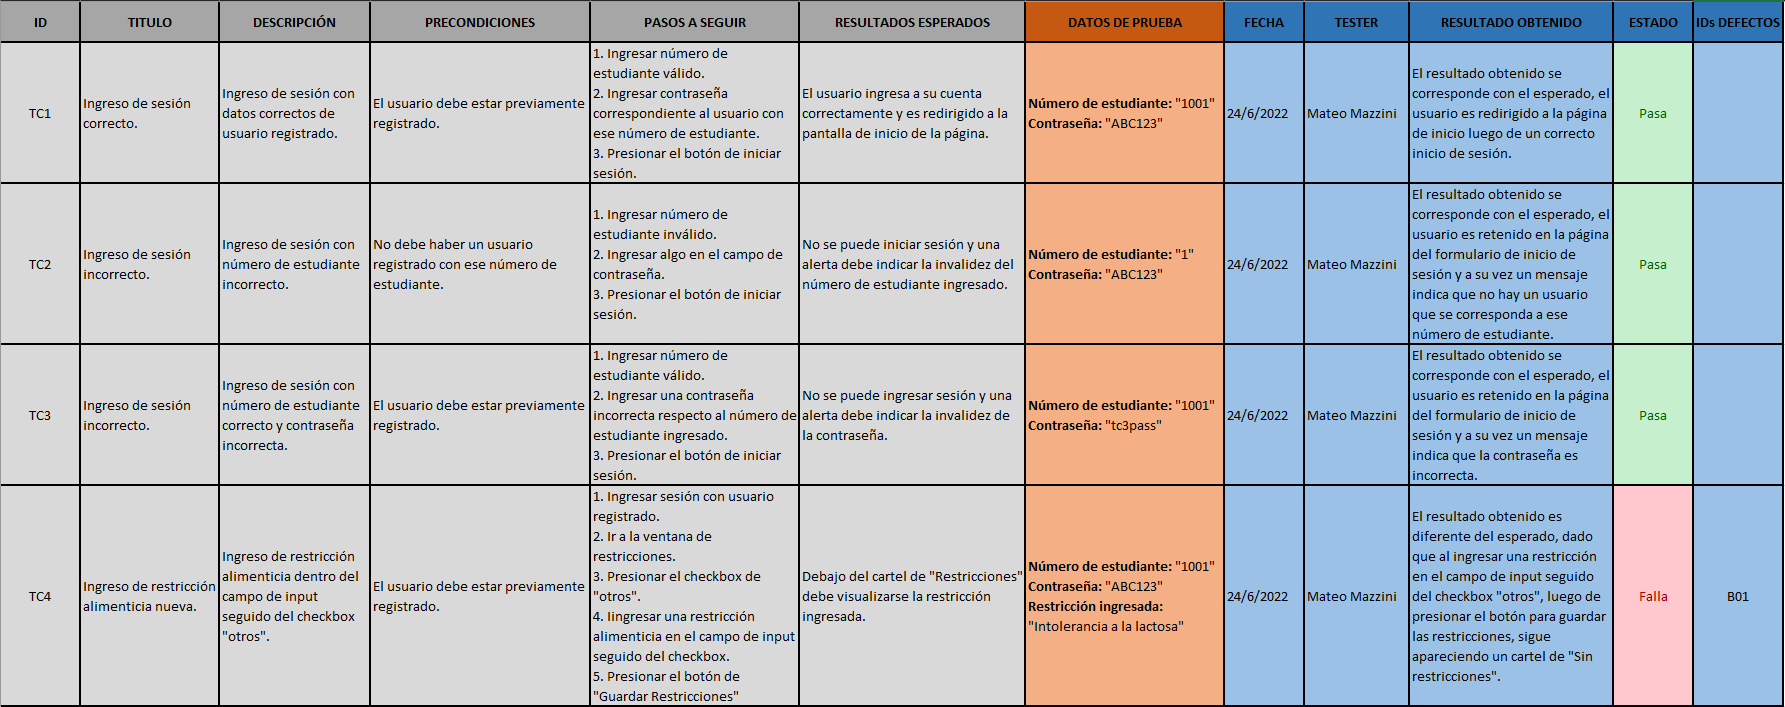 ID
TITULO
DESCRIPCIÓN
PRECONDICIONES
PASOS A SEGUIR
RESULTADOS ESPERADOS
DATOS DE PRUEBA
FECHA
TESTER
RESULTADO OBTENIDO
ESTADO
IDs DEFECTOS
TC1
Ingreso de sesión
correcto.
Ingreso de sesión con
datos correctos de
usuario registrado.
El usuario debe estar previamente
registrado.
1. Ingresar número de
estudiante válido.
2. Ingresar contraseña
correspondiente al usuario con
ese número de estudiante.
3. Presionar el botón de iniciar
sesión.
El usuario ingresa a su cuenta
correctamente y es redirigido a la
pantalla de inicio de la página.
Número de estudiante: "1001"
Contraseña: "ABC123"
24/6/2022
Mateo Mazzini
El resultado obtenido se
corresponde con el esperado, el
usuario es redirigido a la página
de inicio luego de un correcto
inicio de sesión.
Pasa
TC2
Ingreso de sesión
incorrecto.
Ingreso de sesión con
número de estudiante
incorrecto.
No debe haber un usuario
registrado con ese número de
estudiante.
1. Ingresar número de
estudiante inválido.
2. Ingresar algo en el campo de
contraseña.
3. Presionar el botón de iniciar
sesión.
No se puede iniciar sesión y una
alerta debe indicar la invalidez del
número de estudiante ingresado.
Número de estudiante: "1"
Contraseña: "ABC123"
24/6/2022
Mateo Mazzini
El resultado obtenido se
corresponde con el esperado, el
usuario es retenido en la página
del formulario de inicio de
sesión y a su vez un mensaje
indica que no hay un usuario
que se corresponda a ese
número de estudiante.
Pasa
TC3
Ingreso de sesión
incorrecto.
Ingreso de sesión con
número de estudiante
correcto y contraseña
incorrecta.
El usuario debe estar previamente
registrado.
1. Ingresar número de
estudiante válido.
2. Ingresar una contraseña
incorrecta respecto al número de
estudiante ingresado.
3. Presionar el botón de iniciar
sesión.
No se puede ingresar sesión y una
alerta debe indicar la invalidez de
la contraseña.
Número de estudiante: "1001"
Contraseña: "tc3pass"
24/6/2022
Mateo Mazzini
El resultado obtenido se
corresponde con el esperado, el
usuario es retenido en la página
del formulario de inicio de
sesión y a su vez un mensaje
indica que la contraseña es
incorrecta.
Pasa
TC4
Ingreso de restricción
alimenticia nueva.
Ingreso de restricción
alimenticia dentro del
campo de input
seguido del checkbox
"otros".
El usuario debe estar previamente
registrado.
1. Ingresar sesión con usuario
registrado.
2. Ir a la ventana de
restricciones.
3. Presionar el checkbox de
"otros".
4. Iingresar una restricción
alimenticia en el campo de input
seguido del checkbox.
5. Presionar el botón de
"Guardar Restricciones"
Debajo del cartel de "Restricciones"
debe visualizarse la restricción
ingresada.
Número de estudiante: "1001"
Contraseña: "ABC123"
Restricción ingresada:
"Intolerancia a la lactosa"
24/6/2022
Mateo Mazzini
El resultado obtenido es
diferente del esperado, dado
que al ingresar una restricción
en el campo de input seguido
del checkbox "otros", luego de
presionar el botón para guardar
las restricciones, sigue
apareciendo un cartel de "Sin
restricciones".
Falla
B01